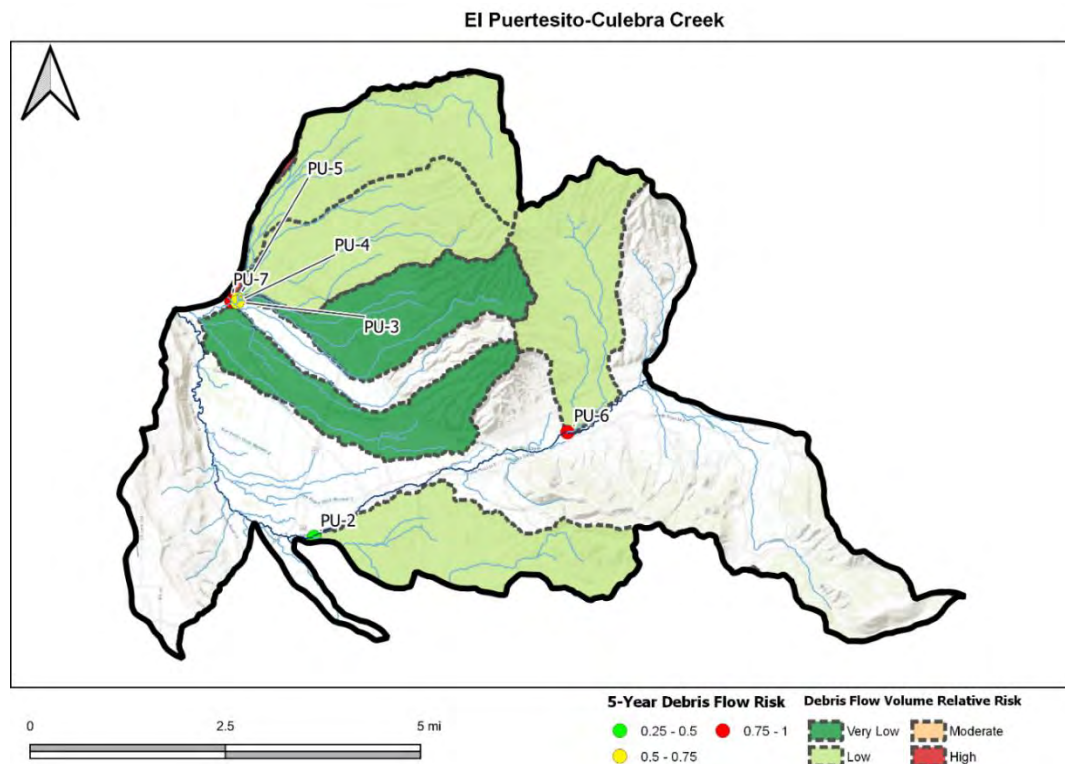 El Puertesito-Culebra Creek
PU-5
PU-4
PU-7
PU-3
PU-6
PU-2
0 2.5 5 mi
5-Year Debris Flow Risk
0.25 - 0.5
0.75 - 1
0.5 - 0.75
Debris Flow Volume Relative Risk
Very Low
Moderate
Low
High